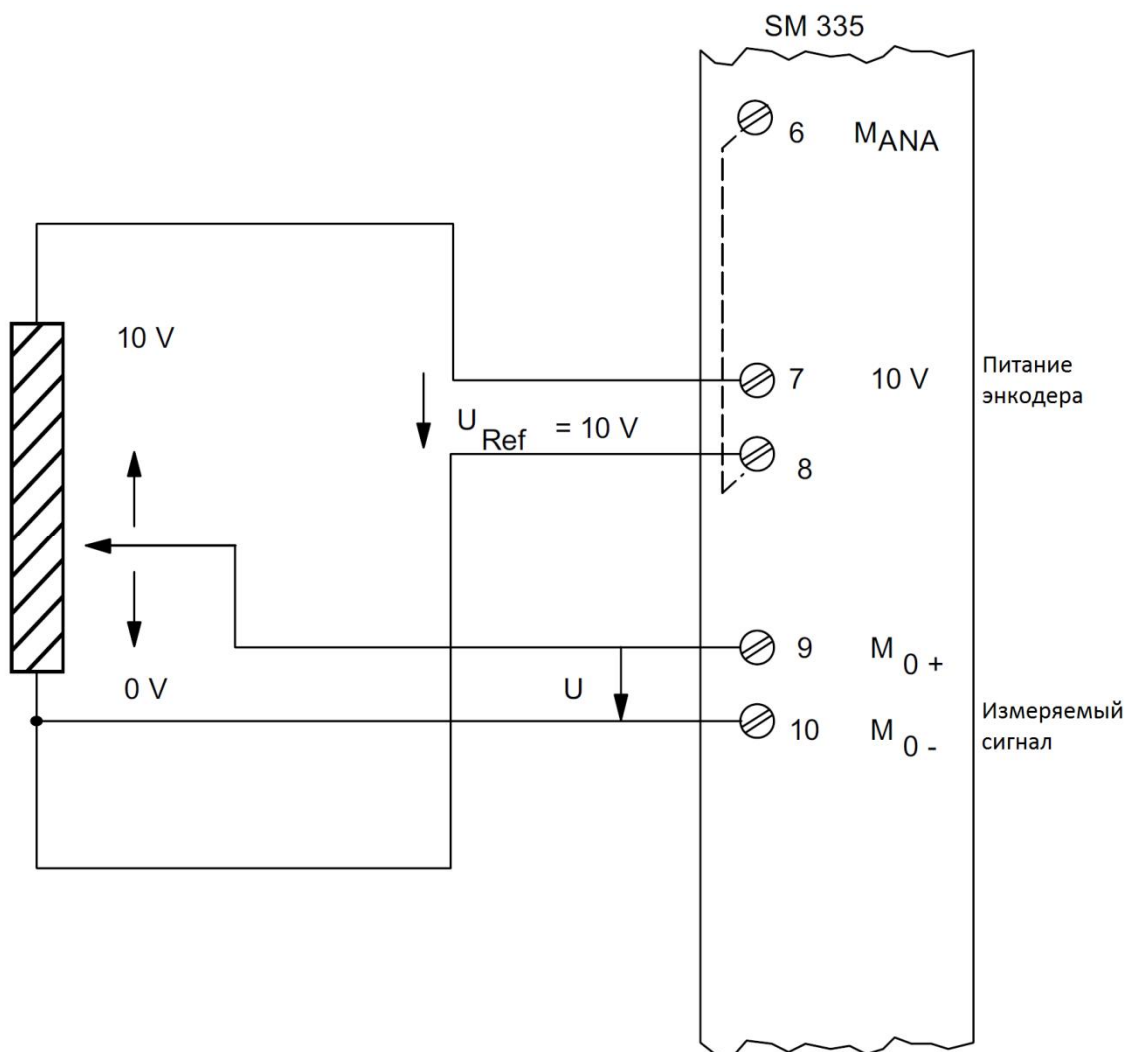 SM 335
6 MANA
10 V
7 10 V
Питание
энкодера
URef = 10 V
8
9 M0 +
0 V
U
10 M0 -
Измеряемый
сигнал